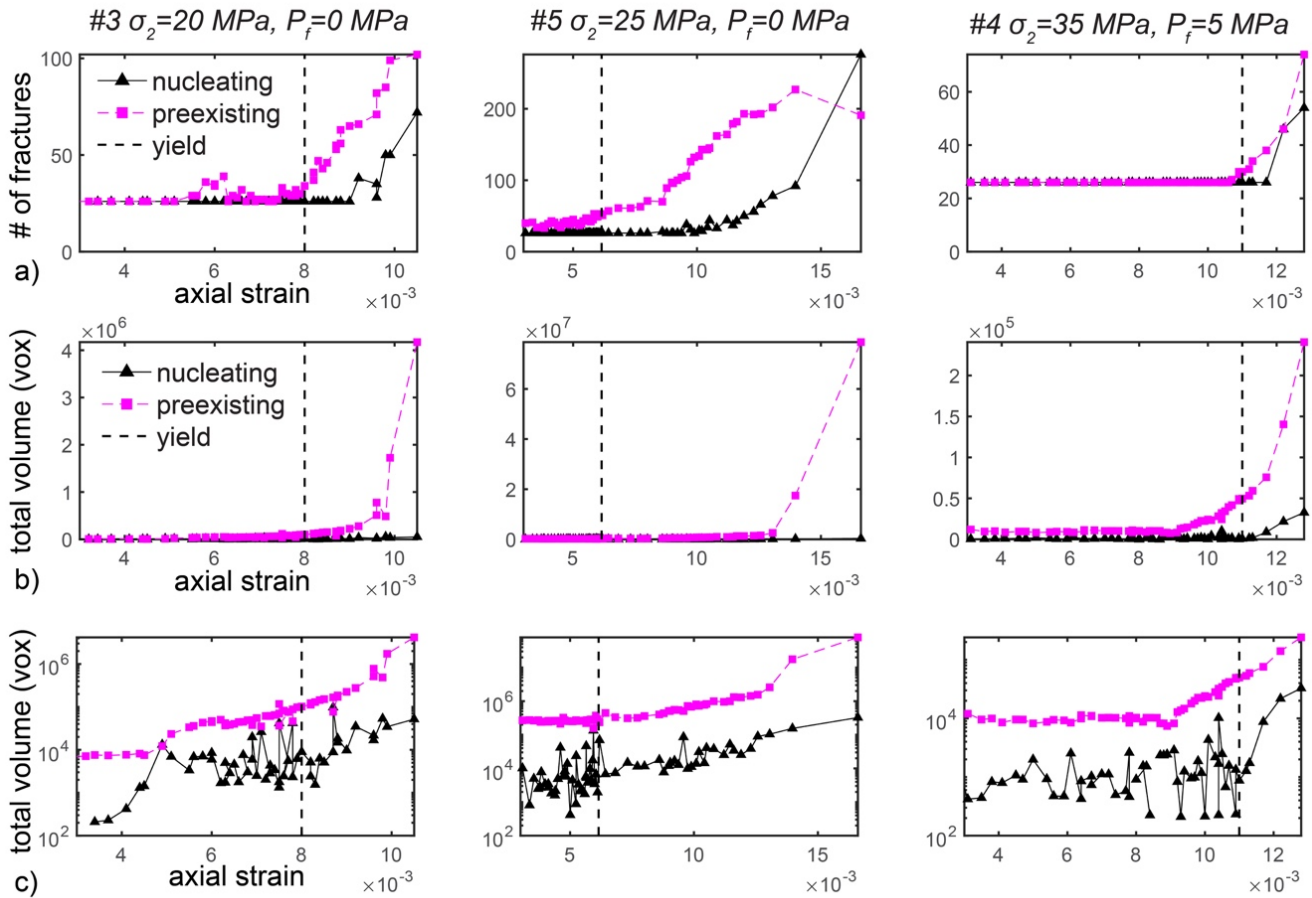 #3 σ2=20 MPa, Pf=0 MPa
#5 σ2=25 MPa, Pf=0 MPa
#4 σ2=35 MPa, Pf=5 MPa
# of fractures
100
50
0
nucleating
preexisting
yield
4 6 8 10
axial strain
×10-3
200
100
0
5 10 15
×10-3
60
40
20
0
4 6 8 10 12
×10-3
a)
total volume (vox)
×106
4
3
2
1
0
nucleating
preexisting
yield
4 6 8 10
axial strain
×10-3
×107
6
4
2
0
5 10 15
×10-3
×105
2
1.5
1
0.5
0
4 6 8 10 12
×10-3
b)
total volume (vox)
106
104
102
4 6 8 10
axial strain
×10-3
106
104
102
5 10 15
×10-3
104
102
4 6 8 10 12
×10-3
c)